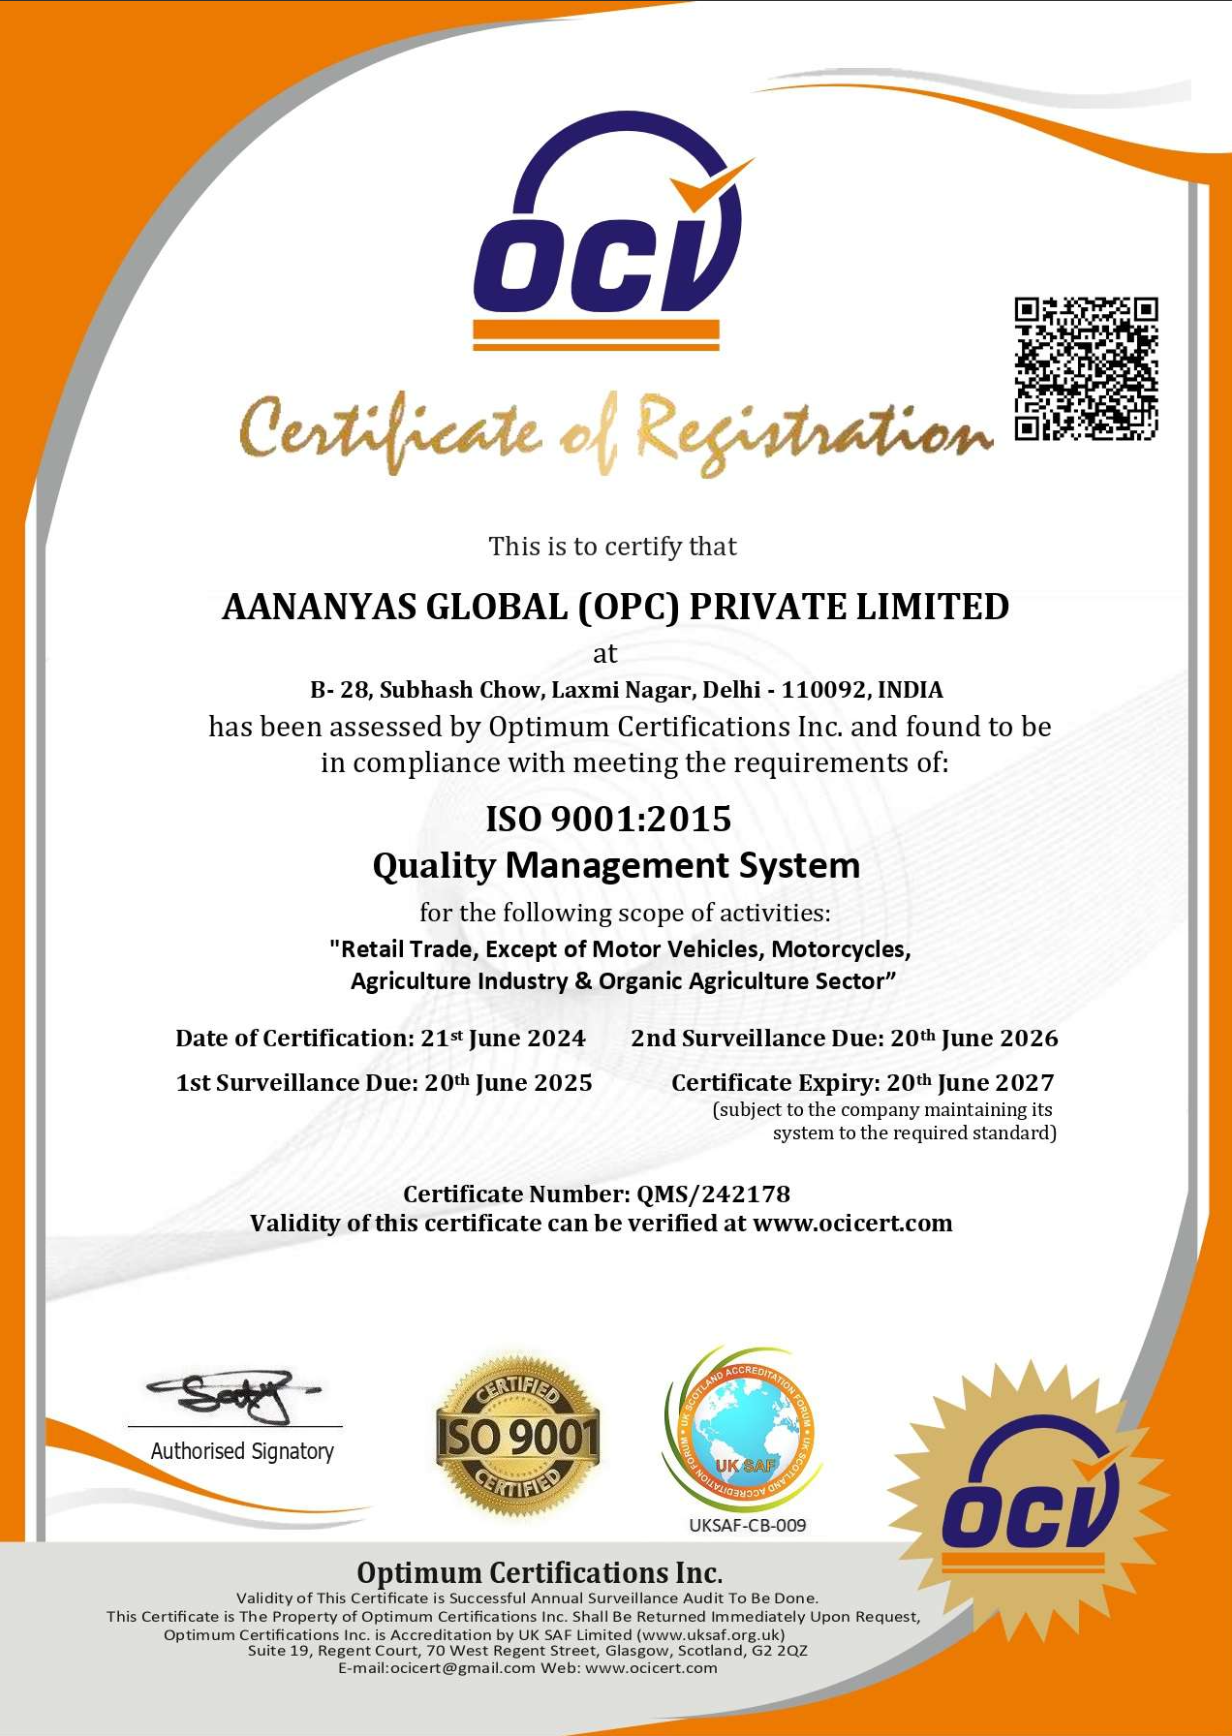 OCI
Certificate of Registration
This is to certify that
AANANYAS GLOBAL (OPC) PRIVATE LIMITED
at
B- 28, Subhash Chow, Laxmi Nagar, Delhi - 110092, INDIA
has been assessed by Optimum Certifications Inc. and found to be
in compliance with meeting the requirements of:
ISO 9001:2015
Quality Management System
for the following scope of activities:
"Retail Trade, Except of Motor Vehicles, Motorcycles,
Agriculture Industry & Organic Agriculture Sector”
Date of Certification: 21st June 2024 2nd Surveillance Due: 20th June 2026
1st Surveillance Due: 20th June 2025 Certificate Expiry: 20th June 2027
(subject to the company maintaining its
system to the required standard)
Certificate Number: QMS/242178
Validity of this certificate can be verified at www.ocicert.com
Authorised Signatory
CERTIFIED
ISO 9001
CERTIFIED
UK SCOTLAND ACCREDITATION FORUM • UK SCOTLAND ACCREDITATION FORUM •
UK SAF
UKSAF-CB-009
OCI
Optimum Certifications Inc.
Validity of This Certificate is Successful Annual Surveillance Audit To Be Done.
This Certificate is The Property of Optimum Certifications Inc. Shall Be Returned Immediately Upon Request,
Optimum Certifications Inc. is Accreditation by UK SAF Limited (www.uksaf.org.uk)
Suite 19, Regent Court, 70 West Regent Street, Glasgow, Scotland, G2 2QZ
E-mail:ocicert@gmail.com Web: www.ocicert.com